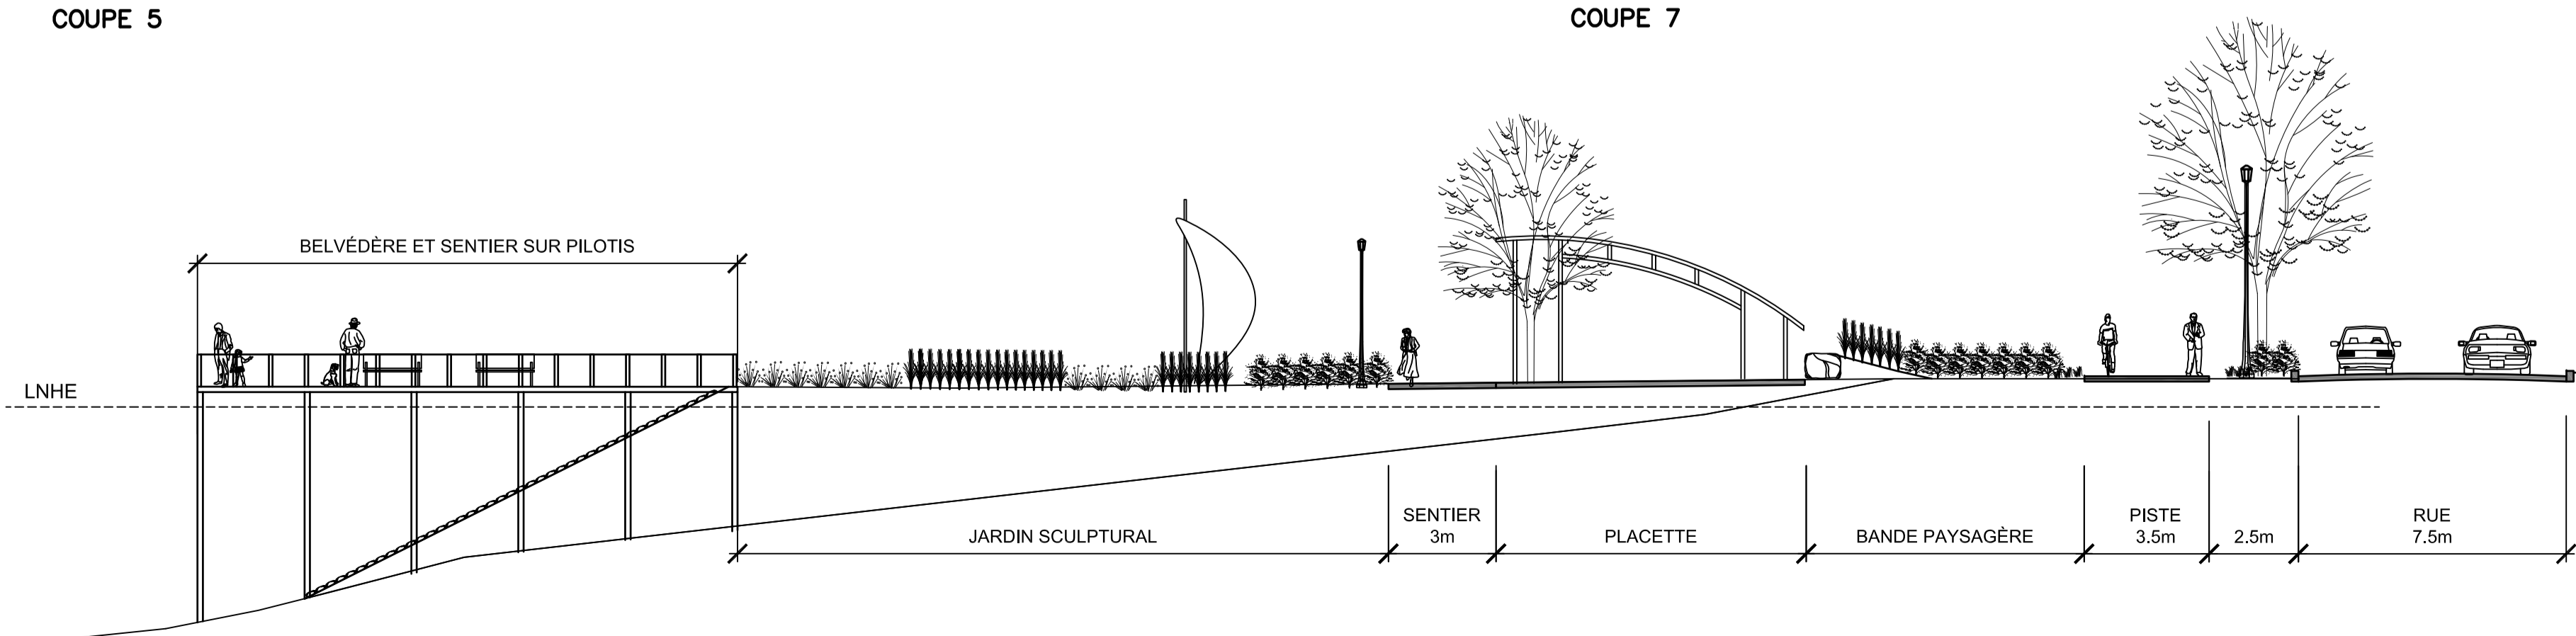 COUPE 5
COUPE 7
BELVÉDÈRE ET SENTIER SUR PILOTIS
LNHE
JARDIN SCULPTURAL
SENTIER
3m
PLACETTE
BANDE PAYSAGÈRE
PISTE
3.5m
2.5m
RUE
7.5m